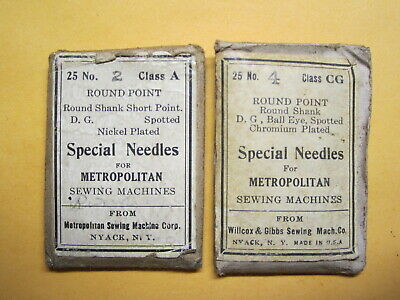 25 No. 2 Class A
ROUND POINT
Round Shank Short Point.
D. G. Spotted
Nickel Plated
Special Needles
FOR
METROPOLITAN
SEWING MACHINES
FROM
Metropolitan Sewing Machine Corp.
NYACK, N. Y.
25 No. 4 Class CG
ROUND POINT
Round Shank
D. G., Ball Eye, Spotted
Chromium Plated
Special Needles
FOR
METROPOLITAN
SEWING MACHINES
FROM
Willcox & Gibbs Sewing Mach. Co.
NYACK, N. Y. MADE IN U.S.A